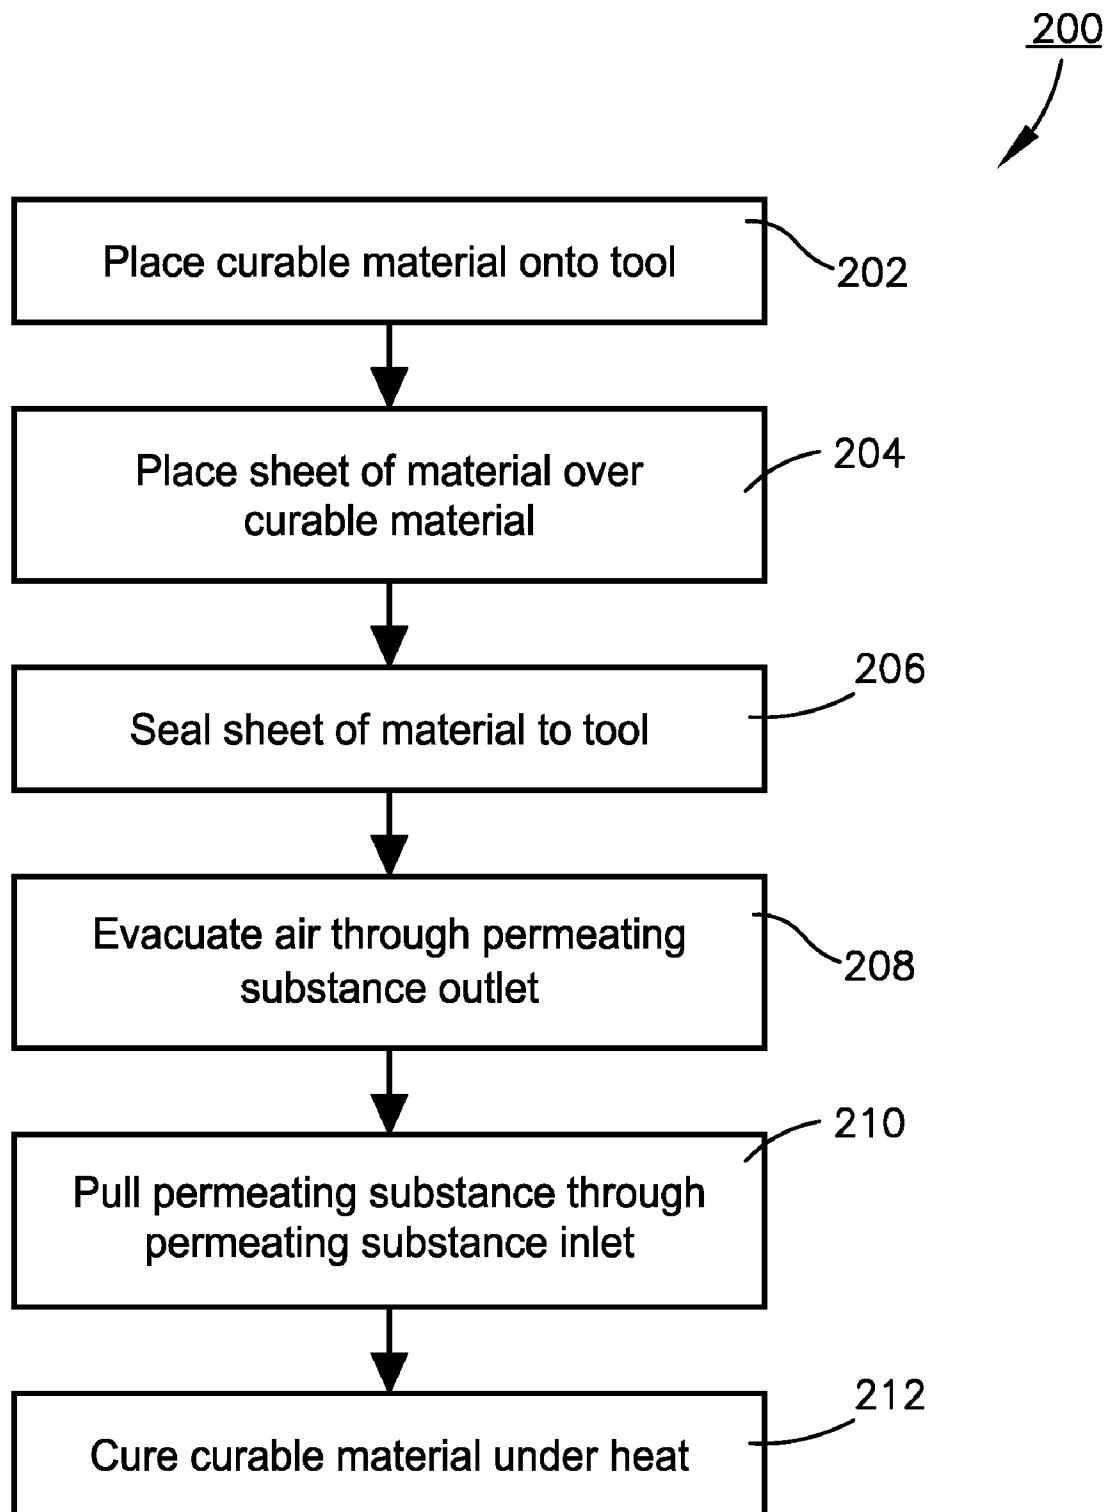 200
Place curable material onto tool
202
Place sheet of material over
curable material
204
Seal sheet of material to tool
206
Evacuate air through permeating
substance outlet
208
Pull permeating substance through
permeating substance inlet
210
Cure curable material under heat
212